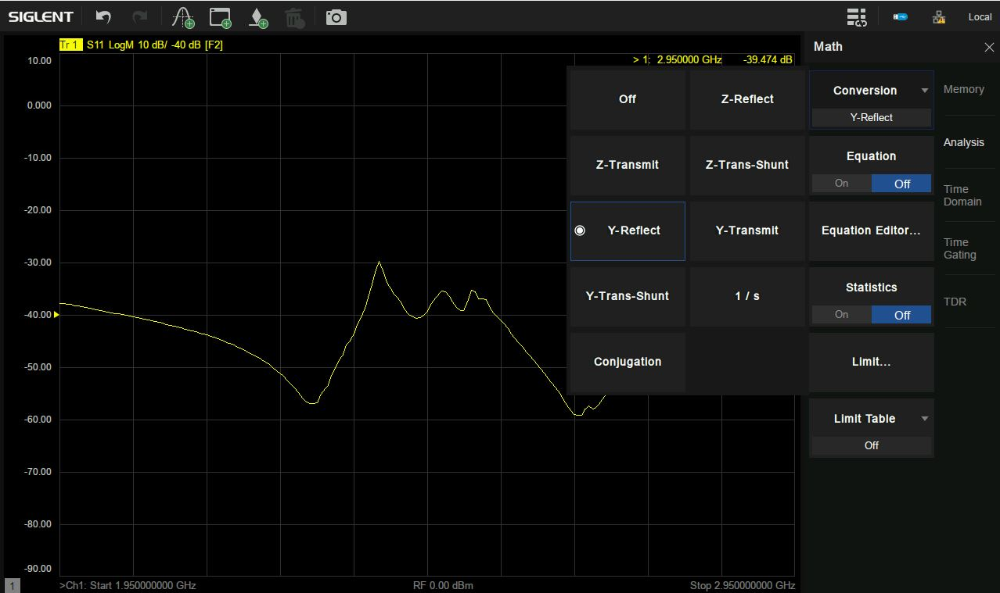 SIGLENT
Local
Tr 1 S11 LogM 10 dB/ -40 dB [F2]
> 1: 2.950000 GHz -39.474 dB
10.00
0.000
-10.00
-20.00
-30.00
-40.00
-50.00
-60.00
-70.00
-80.00
-90.00
Off
Z-Reflect
Z-Transmit
Z-Trans-Shunt
Y-Reflect
Y-Transmit
Y-Trans-Shunt
1 / s
Conjugation
Math
Conversion
Y-Reflect
Equation
On Off
Equation Editor...
Statistics
On Off
Limit...
Limit Table
Off
Memory
Analysis
Time
Domain
Time
Gating
TDR
1
>Ch1: Start 1.950000000 GHz
RF 0.00 dBm
Stop 2.950000000 GHz